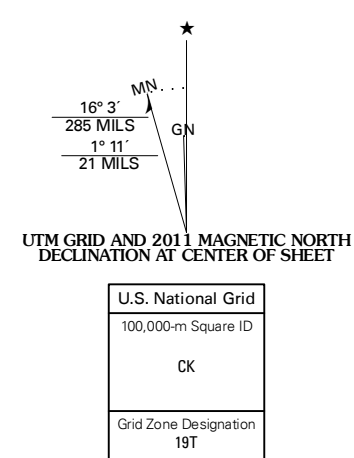 ★
MN
16° 3´
285 MILS
GN
1° 11´
21 MILS
UTM GRID AND 2011 MAGNETIC NORTH
DECLINATION AT CENTER OF SHEET
U.S. National Grid
100,000-m Square ID
CK
Grid Zone Designation
19T